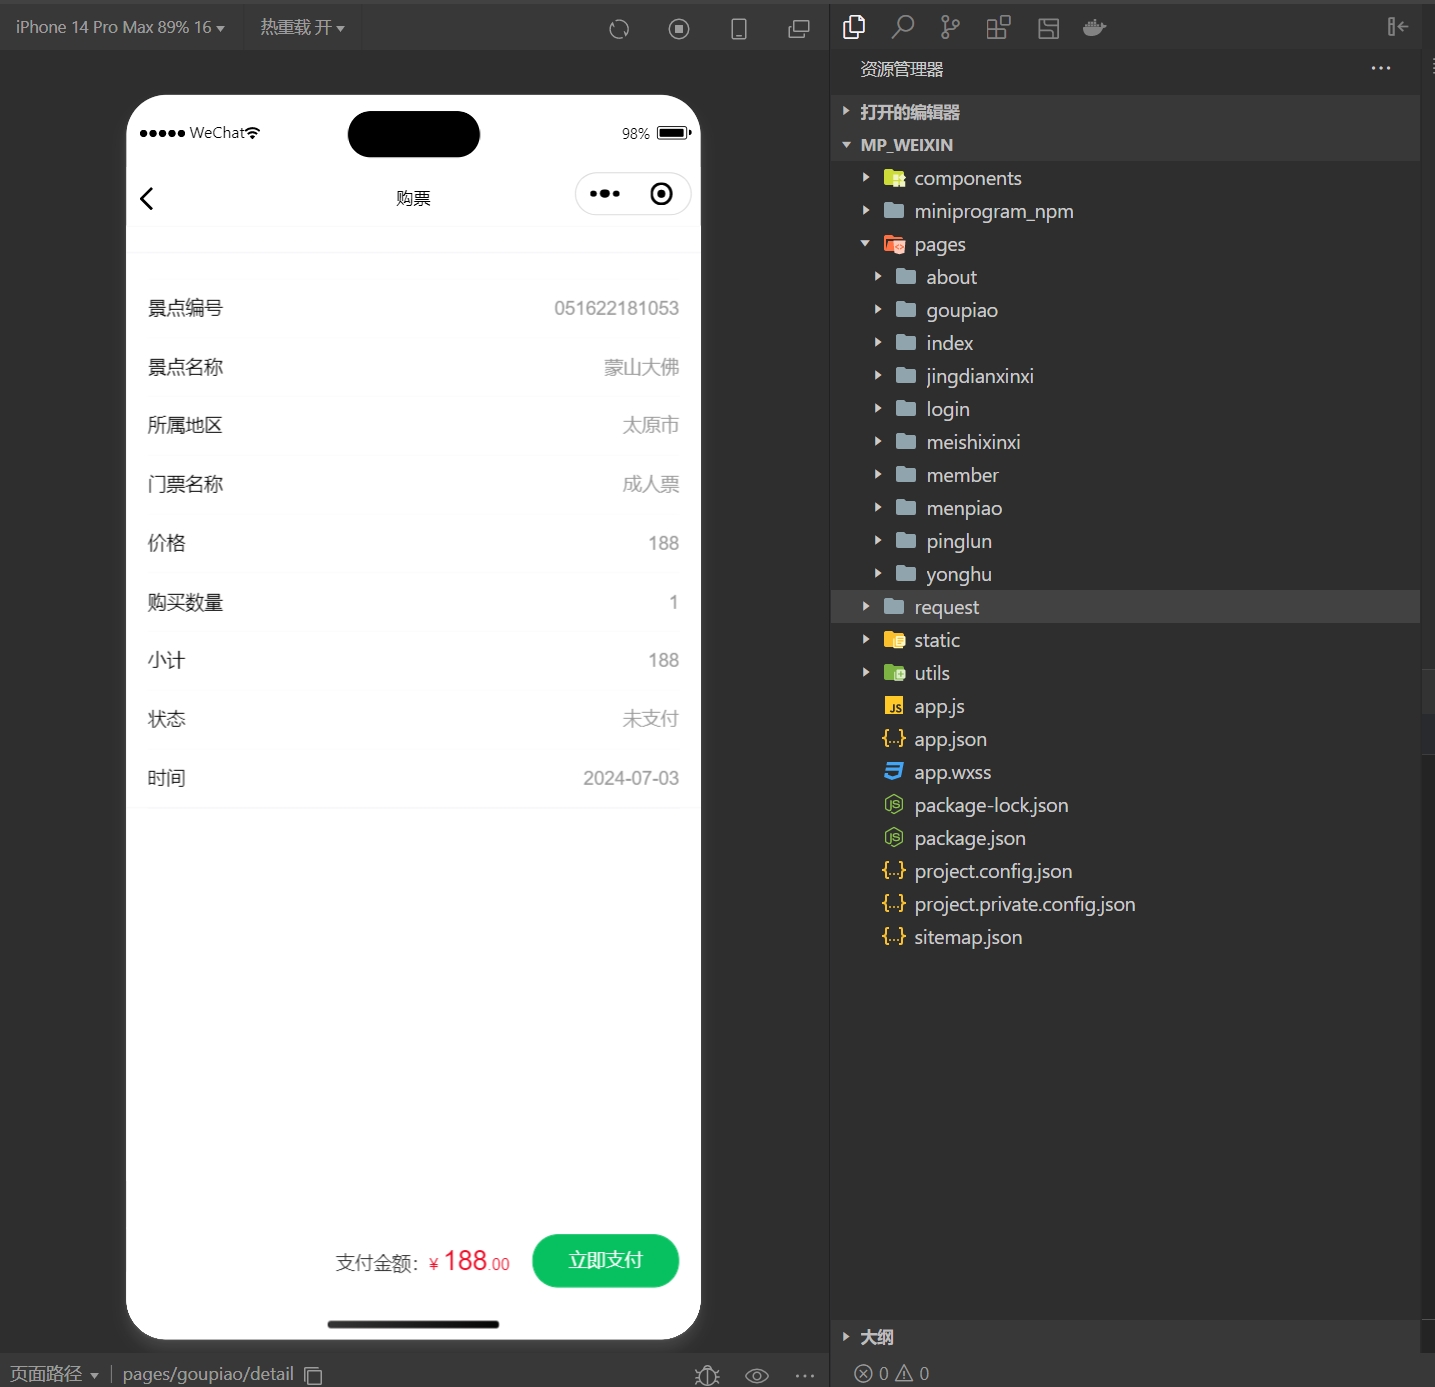 iPhone 14 Pro Max 89% 16
热重载 开
WeChat
98%
购票
景点编号 051622181053
景点名称 蒙山大佛
所属地区 太原市
门票名称 成人票
价格 188
购买数量 1
小计 188
状态 未支付
时间 2024-07-03
支付金额：¥ 188.00
立即支付
页面路径
pages/goupiao/detail
资源管理器
打开的编辑器
MP_WEIXIN
components
miniprogram_npm
pages
about
goupiao
index
jingdianxinxi
login
meishixinxi
member
menpiao
pinglun
yonghu
request
static
utils
JS app.js
{..} app.json
app.wxss
JS package-lock.json
JS package.json
{..} project.config.json
{..} project.private.config.json
{..} sitemap.json
大纲
0 0